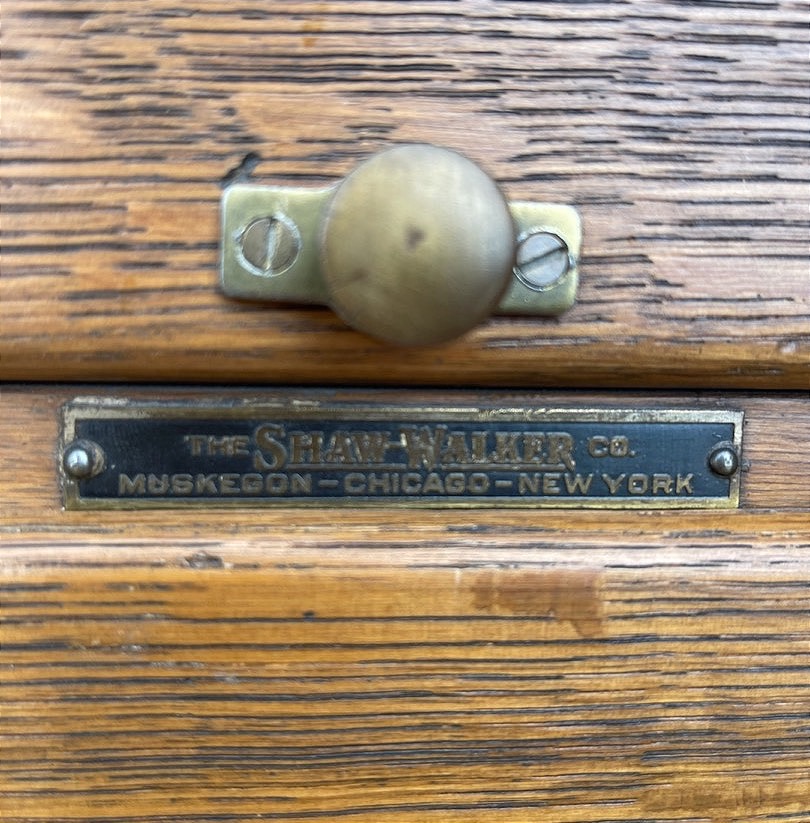 THE SHAW-WALKER CO.
MUSKEGON-CHICAGO-NEW YORK